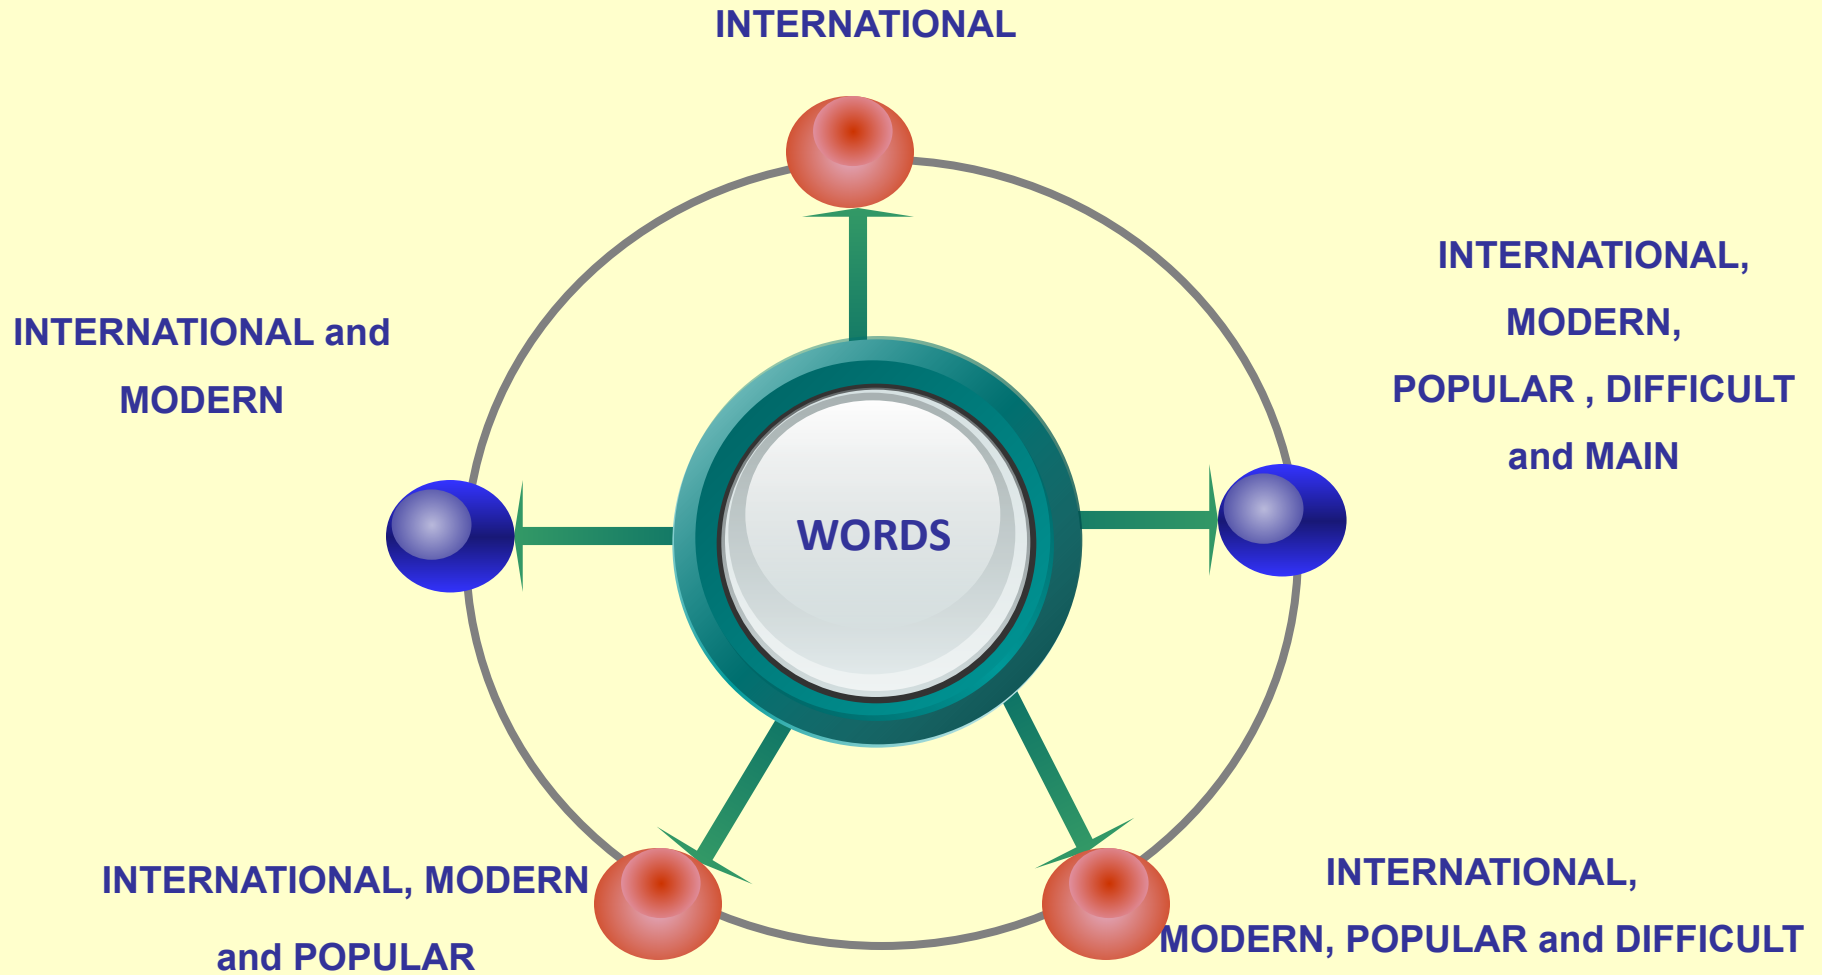 INTERNATIONAL
INTERNATIONAL and
MODERN
INTERNATIONAL,
MODERN,
POPULAR , DIFFICULT
and MAIN
WORDS
INTERNATIONAL, MODERN
and POPULAR
INTERNATIONAL,
MODERN, POPULAR and DIFFICULT